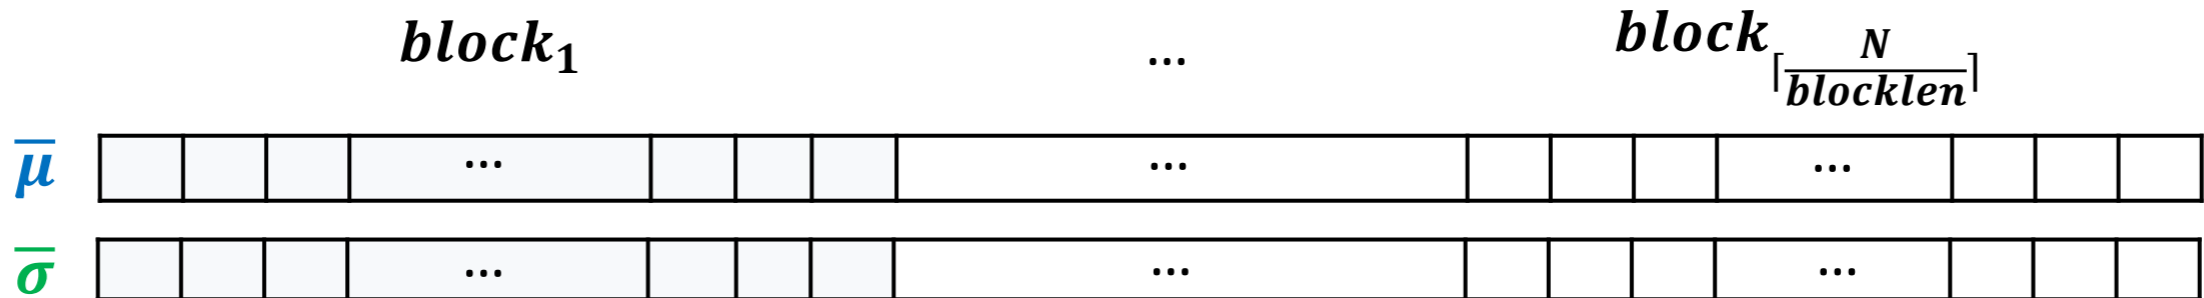 block₁ ... block⌈N/blocklen⌉
μ̅ ... ... ...
σ̅ ... ... ...